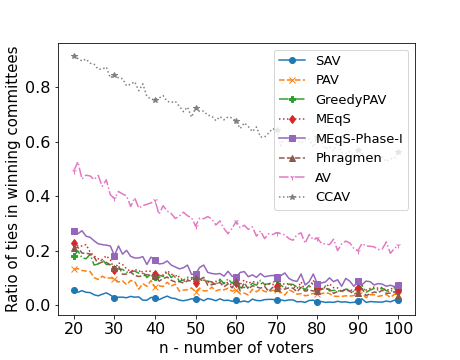 Ratio of ties in winning committees
0.8
0.6
0.4
0.2
0.0
SAV
PAV
GreedyPAV
MEqS
MEqS-Phase-I
Phragmen
AV
CCAV
20 30 40 50 60 70 80 90 100
n - number of voters